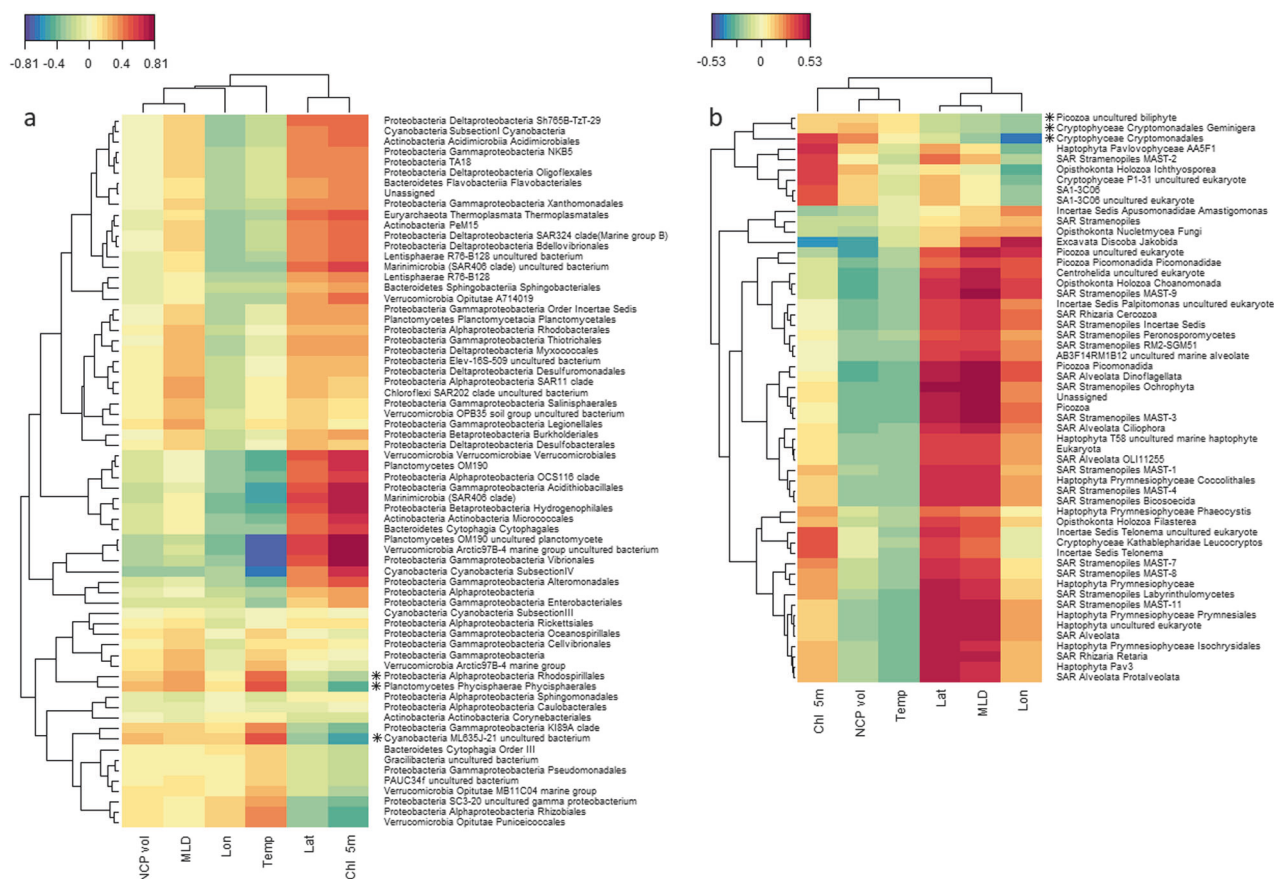 -0.81 -0.4 0 0.4 0.81
a
Proteobacteria Deltaproteobacteria Sh765B-TzT-29
Cyanobacteria SubsectionI Cyanobacteria
Actinobacteria Acidimicrobiia Acidimicrobiales
Proteobacteria Gammaproteobacteria NKB5
Proteobacteria TA18
Proteobacteria Deltaproteobacteria Oligoflexales
Bacteroidetes Flavobacteriia Flavobacteriales
Unassigned
Proteobacteria Gammaproteobacteria Xanthomonadales
Euryarchaeota Thermoplasmata Thermoplasmatales
Actinobacteria PeM15
Proteobacteria Deltaproteobacteria SAR324 clade(Marine group B)
Proteobacteria Deltaproteobacteria Bdellovibrionales
Lentisphaerae R76-B128 uncultured bacterium
Marinimicrobia (SAR406 clade) uncultured bacterium
Lentisphaerae R76-B128
Bacteroidetes Sphingobacteriia Sphingobacteriales
Verrucomicrobia Opitutae A714019
Proteobacteria Gammaproteobacteria Order Incertae Sedis
Planctomycetes Planctomycetacia Planctomycetales
Proteobacteria Alphaproteobacteria Rhodobacterales
Proteobacteria Gammaproteobacteria Thiotrichales
Proteobacteria Deltaproteobacteria Myxococcales
Proteobacteria Elev-16S-509 uncultured bacterium
Proteobacteria Deltaproteobacteria Desulfuromonadales
Proteobacteria Alphaproteobacteria SAR11 clade
Chloroflexi SAR202 clade uncultured bacterium
Proteobacteria Gammaproteobacteria Salinisphaerales
Verrucomicrobia OPB35 soil group uncultured bacterium
Proteobacteria Gammaproteobacteria Legionellales
Proteobacteria Betaproteobacteria Burkholderiales
Proteobacteria Deltaproteobacteria Desulfobacterales
Verrucomicrobia Verrucomicrobiae Verrucomicrobiales
Planctomycetes OM190
Proteobacteria Alphaproteobacteria OCS116 clade
Proteobacteria Gammaproteobacteria Acidithiobacillales
Marinimicrobia (SAR406 clade)
Proteobacteria Betaproteobacteria Hydrogenophilales
Actinobacteria Actinobacteria Micrococcales
Bacteroidetes Cytophagia Cytophagales
Planctomycetes OM190 uncultured planctomycete
Verrucomicrobia Arctic97B-4 marine group uncultured bacterium
Proteobacteria Gammaproteobacteria Vibrionales
Cyanobacteria Cyanobacteria SubsectionIV
Proteobacteria Gammaproteobacteria Alteromonadales
Proteobacteria Alphaproteobacteria
Proteobacteria Gammaproteobacteria Enterobacteriales
Cyanobacteria Cyanobacteria SubsectionIII
Proteobacteria Alphaproteobacteria Rickettsiales
Proteobacteria Gammaproteobacteria Oceanospirillales
Proteobacteria Gammaproteobacteria Cellvibrionales
Proteobacteria Gammaproteobacteria
Verrucomicrobia Arctic97B-4 marine group
* Proteobacteria Alphaproteobacteria Rhodospirillales
* Planctomycetes Phycisphaerae Phycisphaerales
Proteobacteria Alphaproteobacteria Sphingomonadales
Proteobacteria Alphaproteobacteria Caulobacterales
Actinobacteria Actinobacteria Corynebacteriales
Proteobacteria Gammaproteobacteria KI89A clade
* Cyanobacteria ML635J-21 uncultured bacterium
Bacteroidetes Cytophagia Order III
Gracilibacteria uncultured bacterium
Proteobacteria Gammaproteobacteria Pseudomonadales
PAUC34f uncultured bacterium
Verrucomicrobia Opitutae MB11C04 marine group
Proteobacteria SC3-20 uncultured gamma proteobacterium
Proteobacteria Alphaproteobacteria Rhizobiales
Verrucomicrobia Opitutae Puniceicoccales
NCP vol
MLD
Lon
Temp
Lat
Chl 5m
-0.53 0 0.53
b
* Picozoa uncultured biliphyte
* Cryptophyceae Cryptomonadales Geminigera
* Cryptophyceae Cryptomonadales
Haptophyta Pavlovophyceae AA5F1
SAR Stramenopiles MAST-2
Opisthokonta Holozoa Ichthyosporea
Cryptophyceae P1-31 uncultured eukaryote
SA1-3C06
SA1-3C06 uncultured eukaryote
Incertae Sedis Apusomonadidae Amastigomonas
SAR Stramenopiles
Opisthokonta Nucletmycea Fungi
Excavata Discoba Jakobida
Picozoa uncultured eukaryote
Picozoa Picomonadida Picomonadidae
Centrohelida uncultured eukaryote
Opisthokonta Holozoa Choanomonada
SAR Stramenopiles MAST-9
Incertae Sedis Palpitomonas uncultured eukaryote
SAR Rhizaria Cercozoa
SAR Stramenopiles Incertae Sedis
SAR Stramenopiles Peronosporomycetes
SAR Stramenopiles RM2-SGM51
AB3F14RM1B12 uncultured marine alveolate
Picozoa Picomonadida
SAR Alveolata Dinoflagellata
SAR Stramenopiles Ochrophyta
Unassigned
Picozoa
SAR Stramenopiles MAST-3
SAR Alveolata Ciliophora
Haptophyta T58 uncultured marine haptophyte
Eukaryota
SAR Alveolata OLI11255
SAR Stramenopiles MAST-1
Haptophyta Prymnesiophyceae Coccolithales
SAR Stramenopiles MAST-4
SAR Stramenopiles Bicosoecida
Haptophyta Prymnesiophyceae Phaeocystis
Opisthokonta Holozoa Filasterea
Incertae Sedis Telonema uncultured eukaryote
Cryptophyceae Kathablepharidae Leucocryptos
Incertae Sedis Telonema
SAR Stramenopiles MAST-7
SAR Stramenopiles MAST-8
Haptophyta Prymnesiophyceae
SAR Stramenopiles Labyrinthulomycetes
SAR Stramenopiles MAST-11
Haptophyta Prymnesiophyceae Prymnesiales
Haptophyta uncultured eukaryote
SAR Alveolata
Haptophyta Prymnesiophyceae Isochrysidales
SAR Rhizaria Retaria
Haptophyta Pav3
SAR Alveolata Protalveolata
Chl 5m
NCP vol
Temp
Lat
MLD
Lon